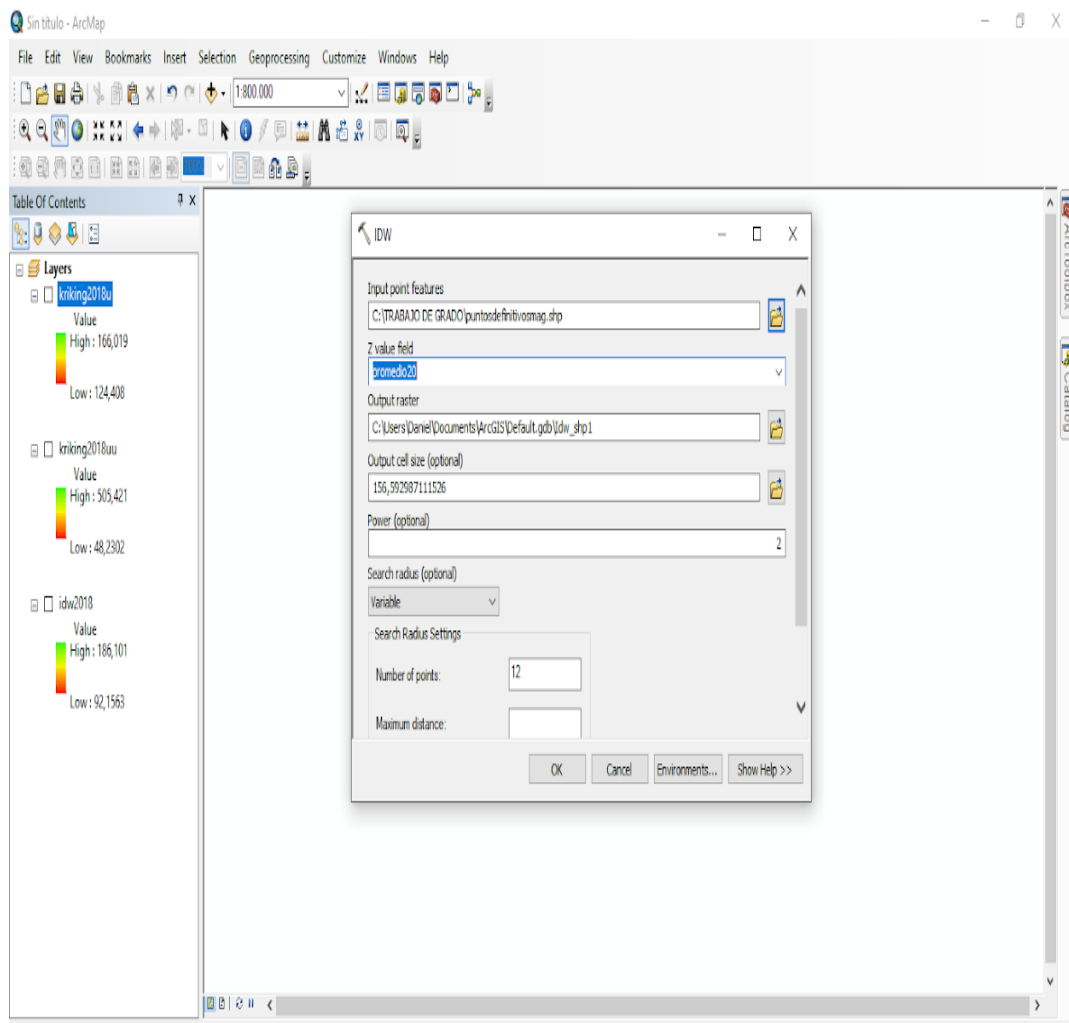 Sin título - ArcMap
File Edit View Bookmarks Insert Selection Geoprocessing Customize Windows Help
1:800.000
Table Of Contents
Layers
kriking2018u
Value
High : 166,019
Low : 124,408
kriking2018uu
Value
High : 505,421
Low : 48,2302
idw2018
Value
High : 186,101
Low : 92,1563
IDW
Input point features
C:\TRABAJO DE GRADO\puntosdefinitivosmag.shp
Z value field
promedio20
Output raster
C:\Users\Daniel\Documents\ArcGIS\Default.gdb\Idw_shp1
Output cell size (optional)
156,592987111526
Power (optional)
2
Search radius (optional)
Variable
Search Radius Settings
Number of points:
12
Maximum distance:
OK Cancel Environments... Show Help >>
ArcToolbox
Catalog